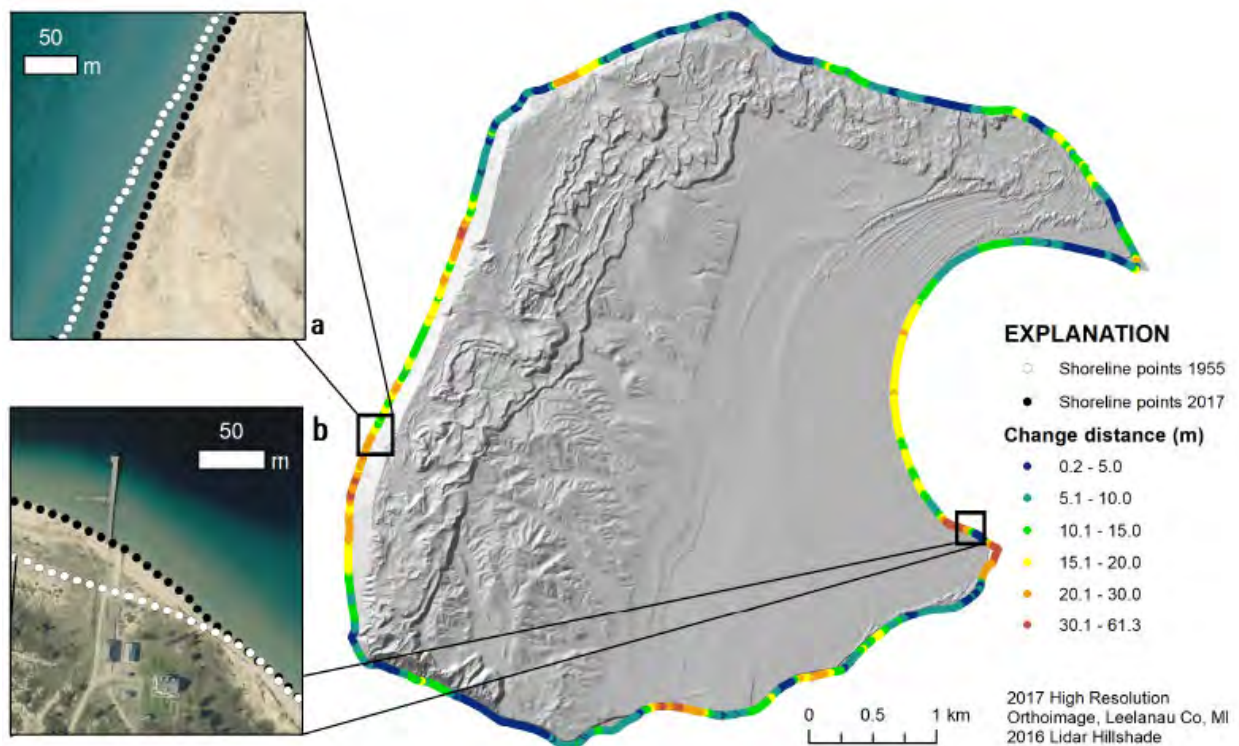 50
m
a
50
m
b
EXPLANATION
Shoreline points 1955
Shoreline points 2017
Change distance (m)
0.2 - 5.0
5.1 - 10.0
10.1 - 15.0
15.1 - 20.0
20.1 - 30.0
30.1 - 61.3
0 0.5 1 km
2017 High Resolution
Orthoimage, Leelanau Co, MI
2016 Lidar Hillshade